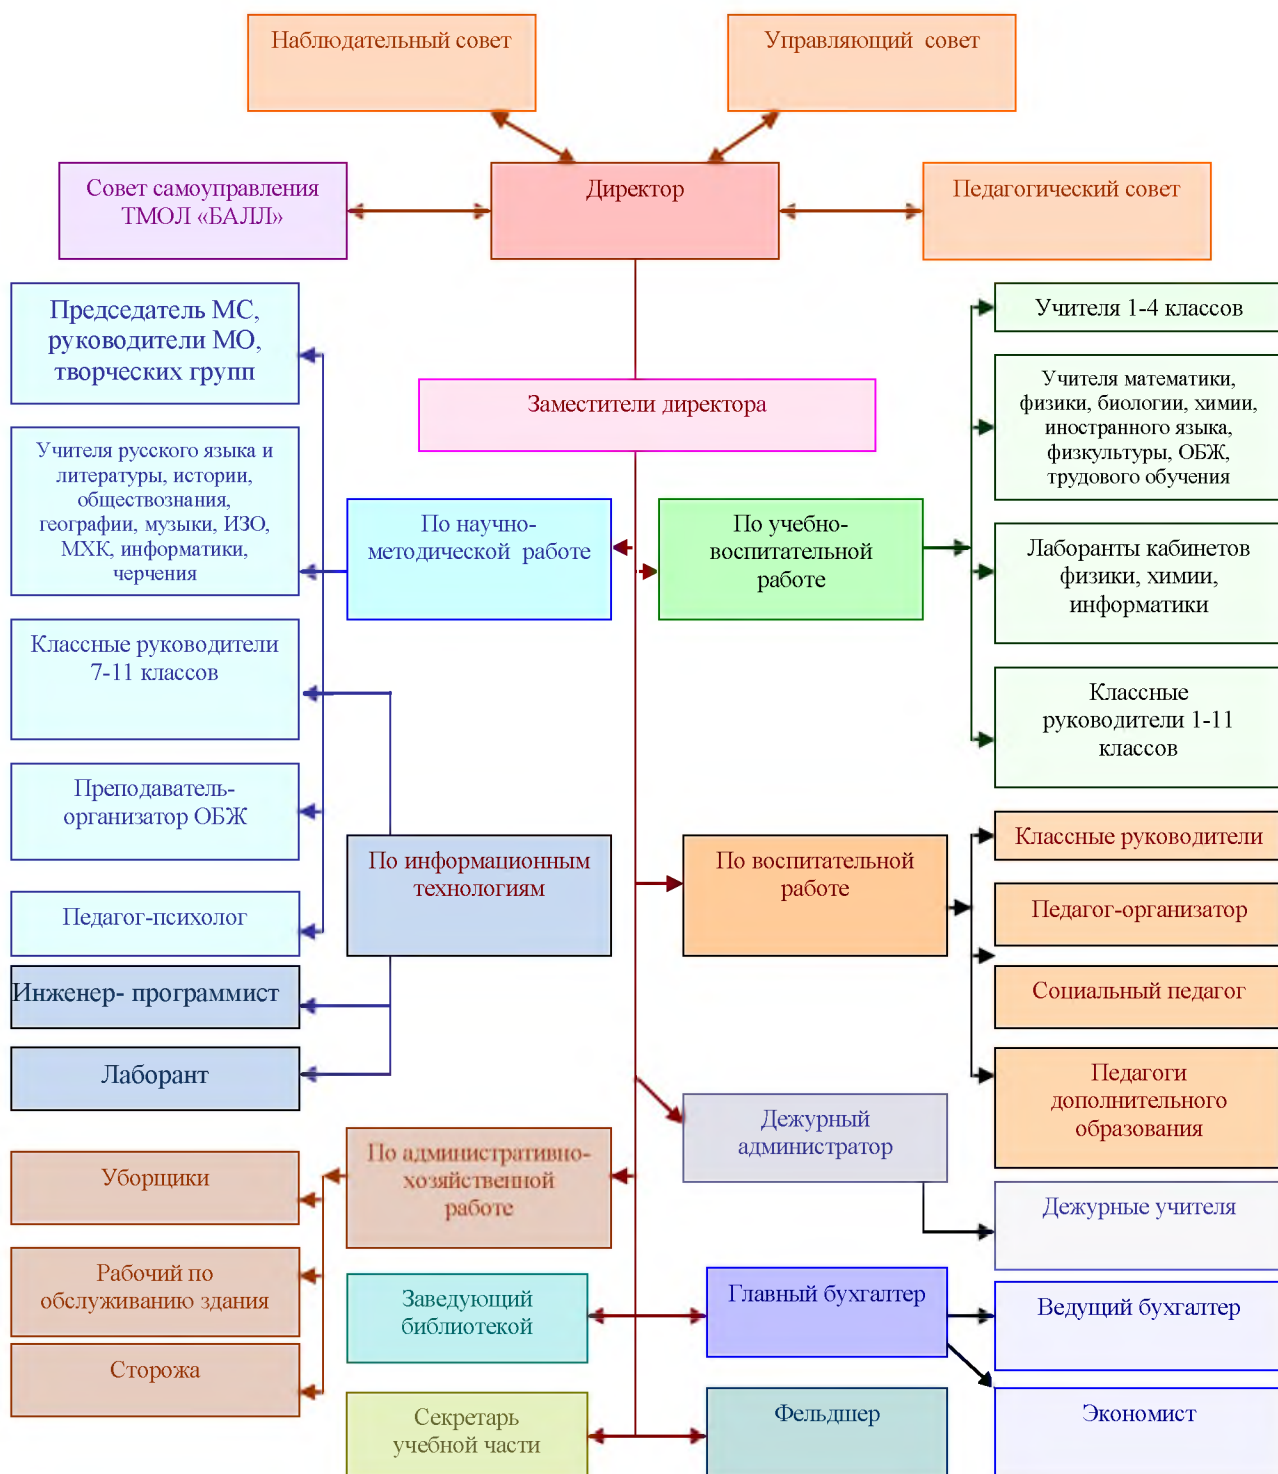 Наблюдательный совет
Управляющий совет
Совет самоуправления
ТМОЛ «БАЛЛ»
Директор
Педагогический совет
Председатель МС,
руководители МО,
творческих групп
Учителя 1-4 классов
Заместители директора
Учителя математики,
физики, биологии, химии,
иностранного языка,
физкультуры, ОБЖ,
трудового обучения
Учителя русского языка и
литературы, истории,
обществознания,
географии, музыки, ИЗО,
МХК, информатики,
черчения
По научно-
методической работе
По учебно-
воспитательной
работе
Лаборанты кабинетов
физики, химии,
информатики
Классные руководители
7-11 классов
Классные
руководители 1-11
классов
Преподаватель-
организатор ОБЖ
По информационным
технологиям
По воспитательной
работе
Классные руководители
Педагог-организатор
Педагог-психолог
Инженер- программист
Социальный педагог
Лаборант
Педагоги
дополнительного
образования
Дежурный
администратор
По административно-
хозяйственной
работе
Уборщики
Дежурные учителя
Рабочий по
обслуживанию здания
Заведующий
библиотекой
Главный бухгалтер
Ведущий бухгалтер
Сторожа
Секретарь
учебной части
Фельдшер
Экономист